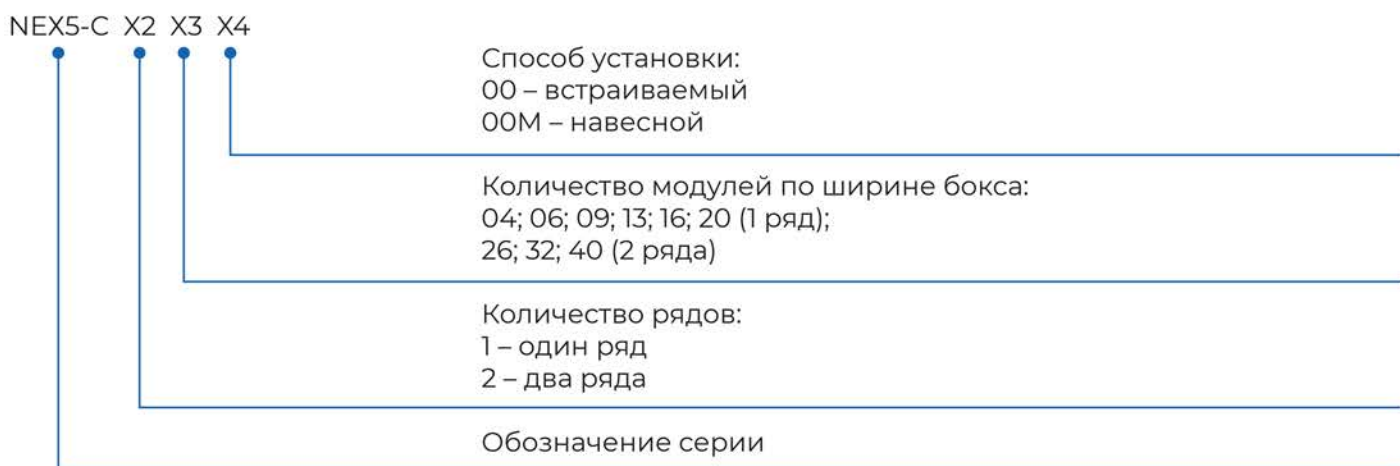 NEX5-C X2 X3 X4
Способ установки:
00 – встраиваемый
00М – навесной
Количество модулей по ширине бокса:
04; 06; 09; 13; 16; 20 (1 ряд);
26; 32; 40 (2 ряда)
Количество рядов:
1 – один ряд
2 – два ряда
Обозначение серии